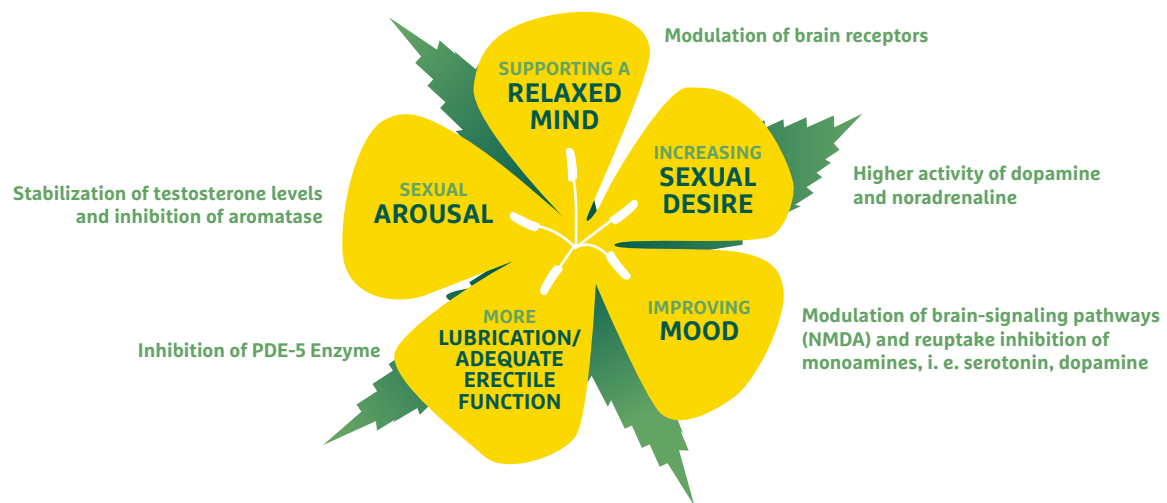 Modulation of brain receptors
SUPPORTING A
RELAXED
MIND
INCREASING
SEXUAL
DESIRE
Higher activity of dopamine
and noradrenaline
Stabilization of testosterone levels
and inhibition of aromatase
SEXUAL
AROUSAL
IMPROVING
MOOD
Modulation of brain-signaling pathways
(NMDA) and reuptake inhibition of
monoamines, i. e. serotonin, dopamine
Inhibition of PDE-5 Enzyme
MORE
LUBRICATION/
ADEQUATE
ERECTILE
FUNCTION